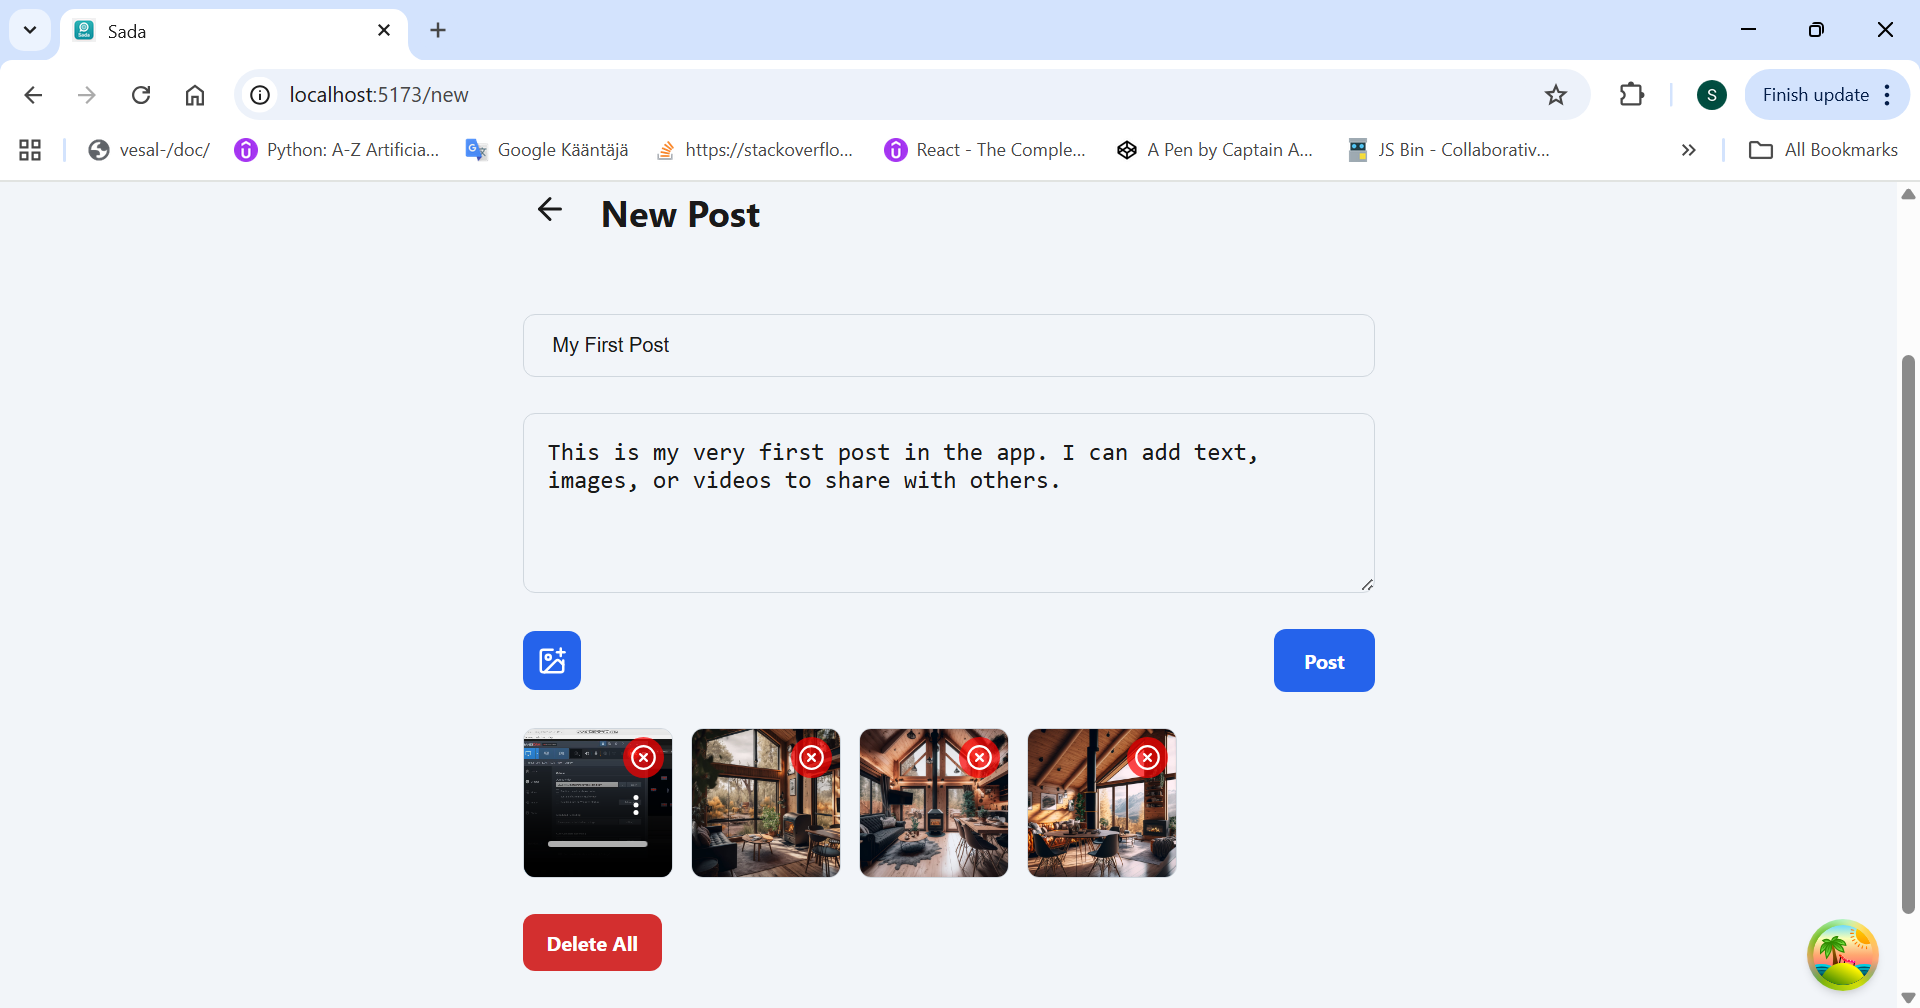 Sada
localhost:5173/new
Finish update
S
vesal-/doc/
Python: A-Z Artificia...
Google Kääntäjä
https://stackoverflo...
React - The Comple...
A Pen by Captain A...
JS Bin - Collaborativ...
All Bookmarks
New Post
My First Post
This is my very first post in the app. I can add text,
images, or videos to share with others.
Post
Delete All